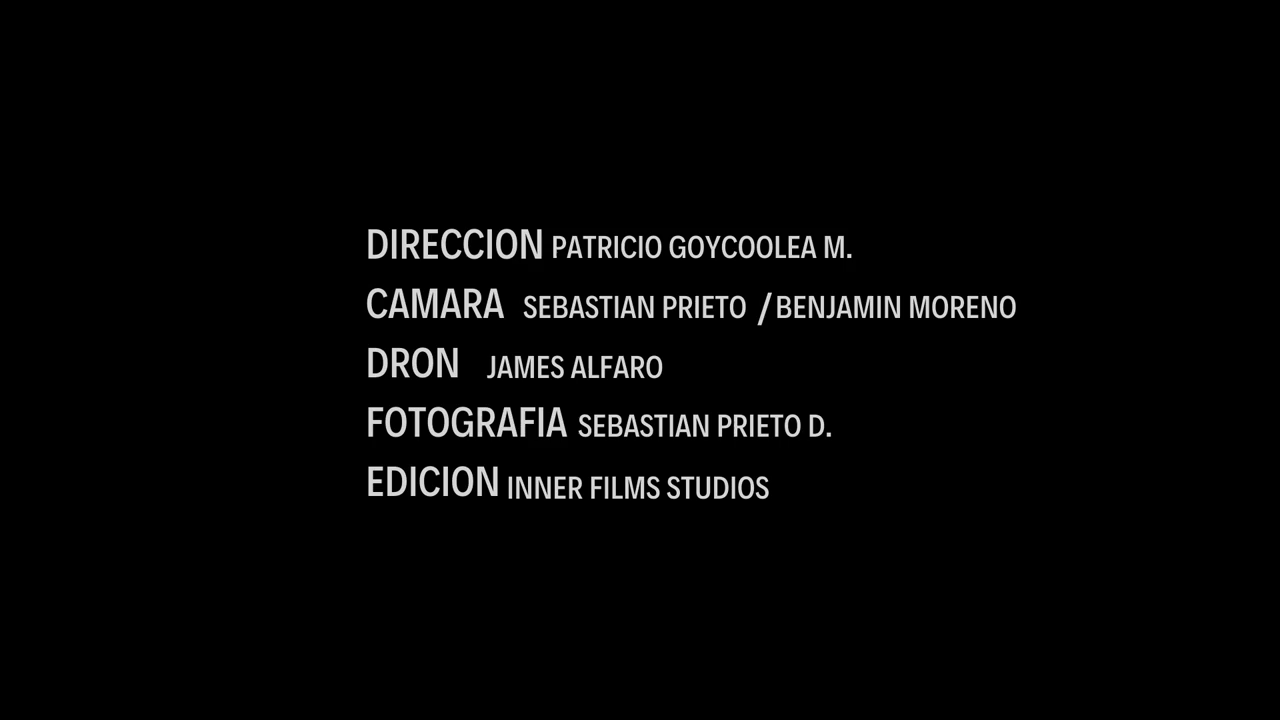 DIRECCION PATRICIO GOYCOOLEA M.
CAMARA SEBASTIAN PRIETO /BENJAMIN MORENO
DRON JAMES ALFARO
FOTOGRAFIA SEBASTIAN PRIETO D.
EDICION INNER FILMS STUDIOS